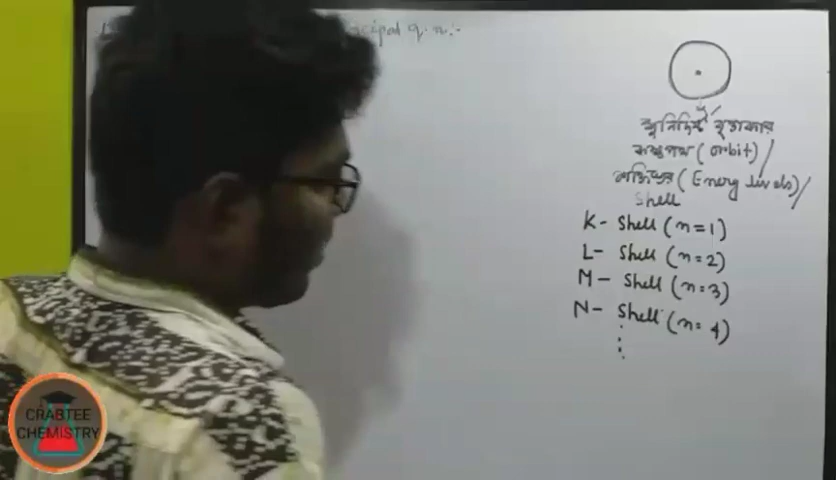 q. n.:-
সুনির্দিষ্ট বৃত্তাকার
কক্ষপথ (orbit) /
শক্তিস্তর (Energy levels) /
Shell
K- Shell (n=1)
L- Shell (n=2)
M- Shell (n=3)
N- Shell (n=4)
CRABTEE
CHEMISTRY